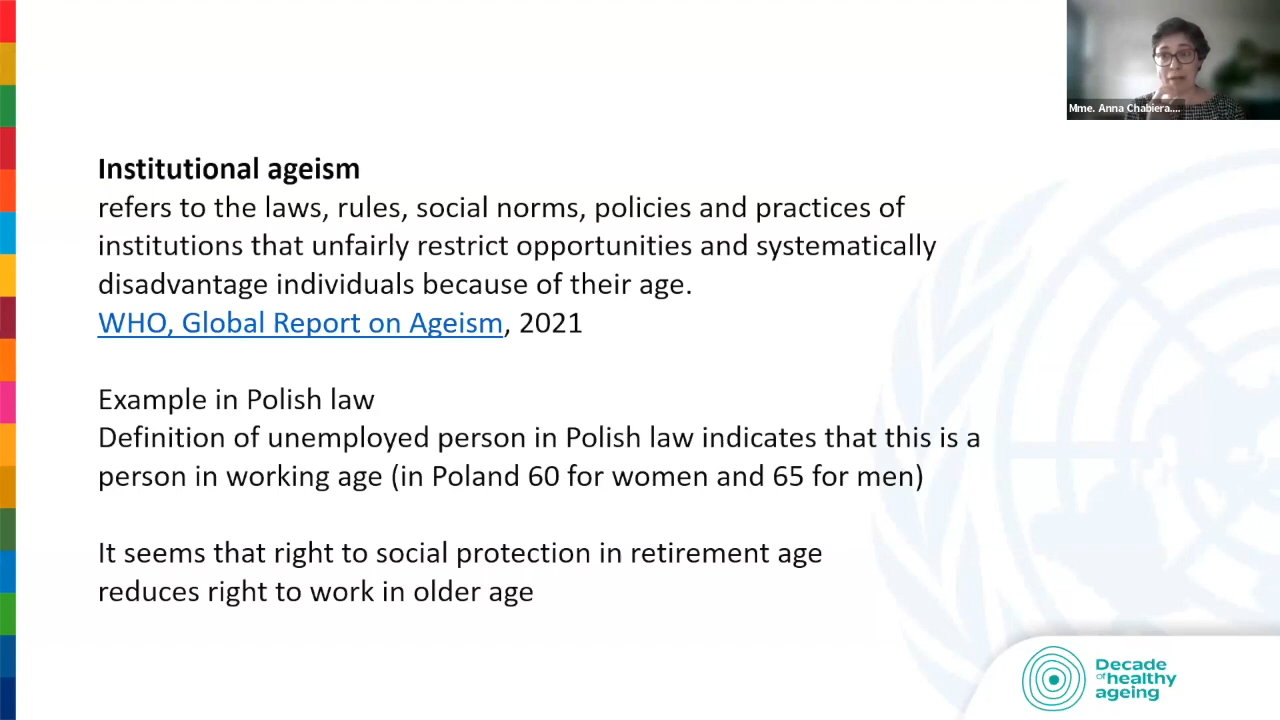 Mme. Anna Chabiera....
Institutional ageism
refers to the laws, rules, social norms, policies and practices of
institutions that unfairly restrict opportunities and systematically
disadvantage individuals because of their age.
WHO, Global Report on Ageism, 2021
Example in Polish law
Definition of unemployed person in Polish law indicates that this is a
person in working age (in Poland 60 for women and 65 for men)
It seems that right to social protection in retirement age
reduces right to work in older age
Decade
of healthy
ageing